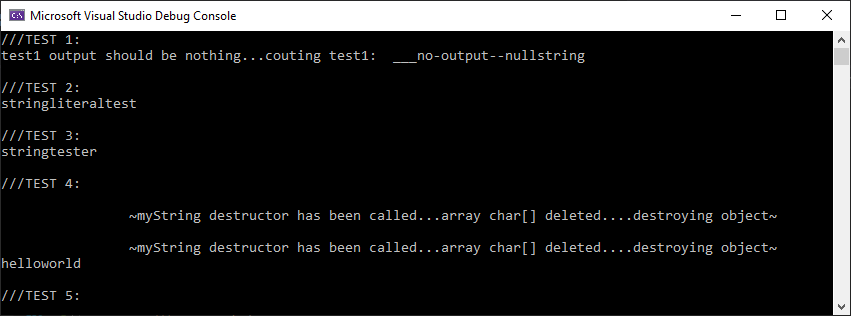 Microsoft Visual Studio Debug Console
///TEST 1:
test1 output should be nothing...couting test1:  ___no-output--nullstring
///TEST 2:
stringliteraltest
///TEST 3:
stringtester
///TEST 4:
~myString destructor has been called...array char[] deleted....destroying object~
~myString destructor has been called...array char[] deleted....destroying object~
helloworld
///TEST 5: